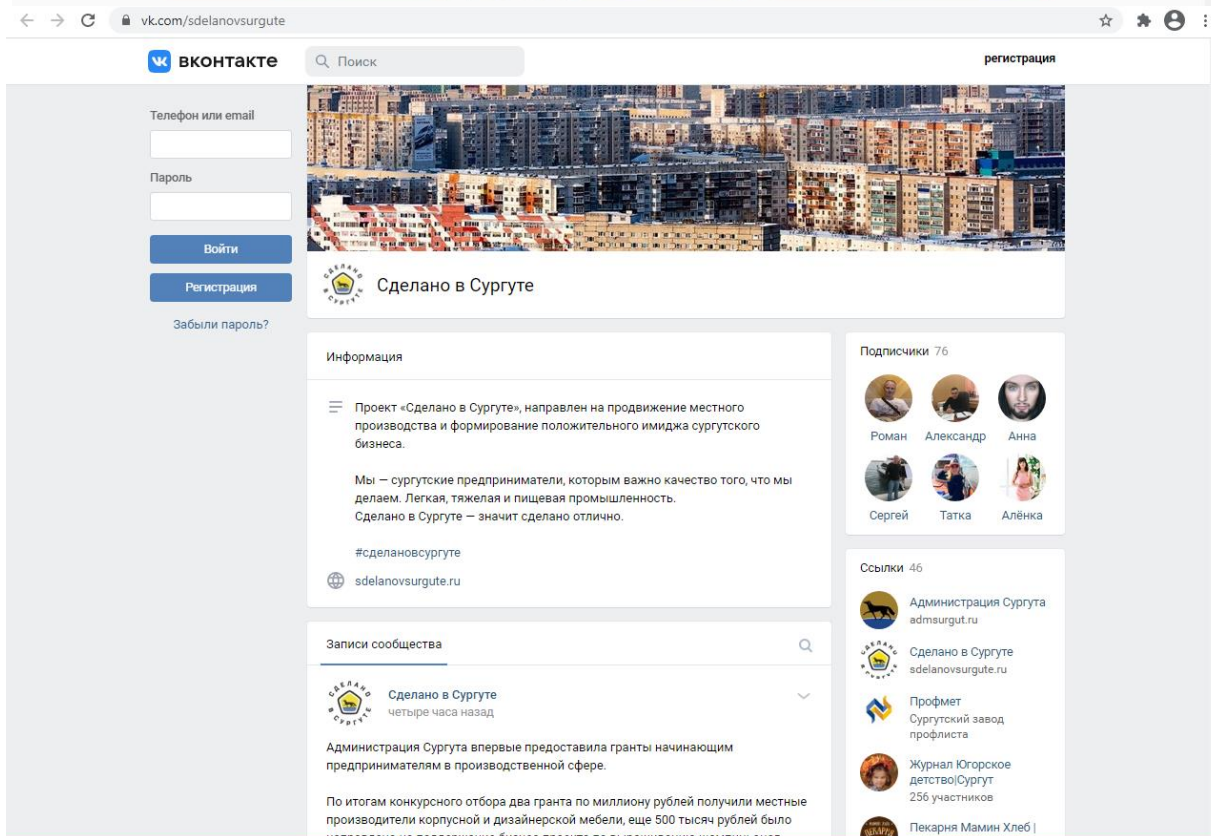 vk.com/sdelanovsurgute
ВКОНТАКТЕ
Поиск
регистрация
Телефон или email
Пароль
Войти
Регистрация
Забыли пароль?
СДЕЛАНО В СУРГУТЕ
Сделано в Сургуте
Информация
Проект «Сделано в Сургуте», направлен на продвижение местного
производства и формирование положительного имиджа сургутского
бизнеса.
Мы — сургутские предприниматели, которым важно качество того, что мы
делаем. Легкая, тяжелая и пищевая промышленность.
Сделано в Сургуте — значит сделано отлично.
#сделановсургуте
sdelanovsurgute.ru
Записи сообщества
СДЕЛАНО В СУРГУТЕ
Сделано в Сургуте
четыре часа назад
Администрация Сургута впервые предоставила гранты начинающим
предпринимателям в производственной сфере.
По итогам конкурсного отбора два гранта по миллиону рублей получили местные
производители корпусной и дизайнерской мебели, еще 500 тысяч рублей было
Подписчики 76
Роман
Александр
Анна
Сергей
Татка
Алёнка
Ссылки 46
Администрация Сургута
admsurgut.ru
СДЕЛАНО В СУРГУТЕ
Сделано в Сургуте
sdelanovsurgute.ru
Профмет
Сургутский завод
профлиста
Журнал Югорское
детство|Сургут
256 участников
Пекарня Мамин Хлеб |